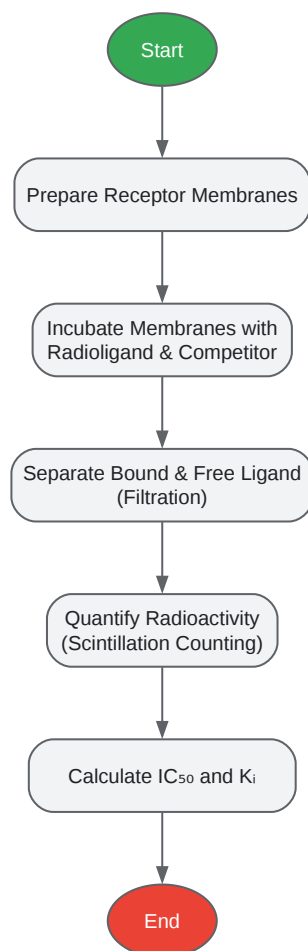 Start
Prepare Receptor Membranes
Incubate Membranes with
Radioligand & Competitor
Separate Bound & Free Ligand
(Filtration)
Quantify Radioactivity
(Scintillation Counting)
Calculate IC₅₀ and Kᵢ
End